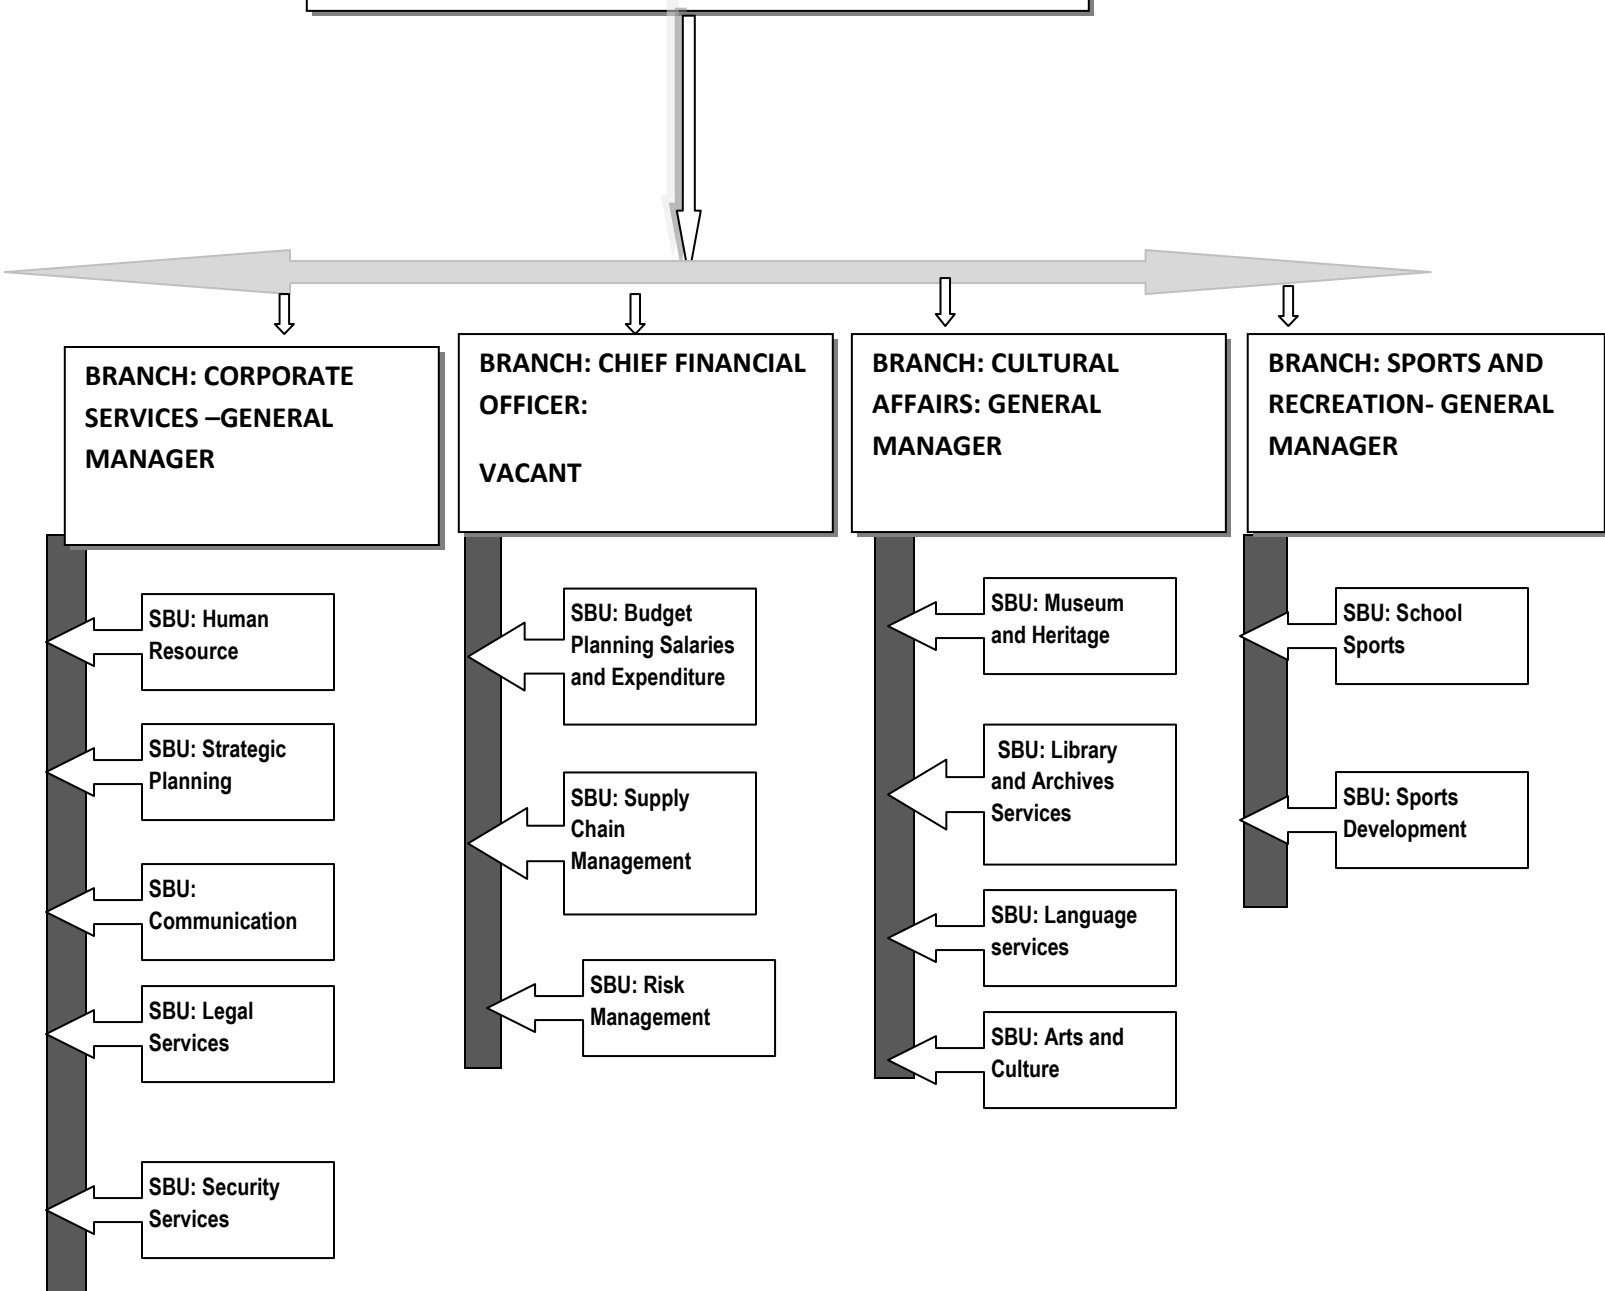 BRANCH: CORPORATE
SERVICES –GENERAL
MANAGER
BRANCH: CHIEF FINANCIAL
OFFICER:
VACANT
BRANCH: CULTURAL
AFFAIRS: GENERAL
MANAGER
BRANCH: SPORTS AND
RECREATION- GENERAL
MANAGER
SBU: Human
Resource
SBU: Strategic
Planning
SBU:
Communication
SBU: Legal
Services
SBU: Security
Services
SBU: Budget
Planning Salaries
and Expenditure
SBU: Supply
Chain
Management
SBU: Risk
Management
SBU: Museum
and Heritage
SBU: Library
and Archives
Services
SBU: Language
services
SBU: Arts and
Culture
SBU: School
Sports
SBU: Sports
Development